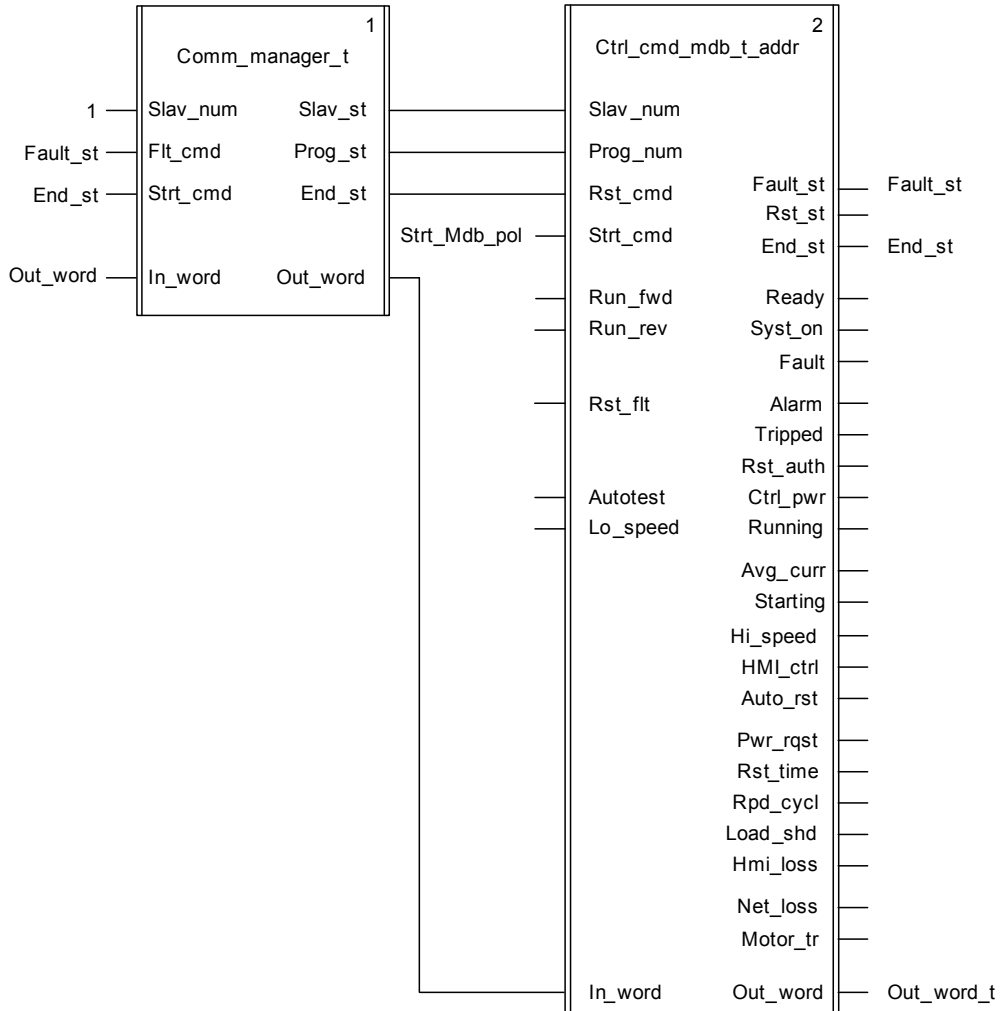 1
Comm_manager_t
1 Slav_num Slav_st
Fault_st Flt_cmd Prog_st
End_st Strt_cmd End_st
Out_word In_word Out_word
2
Ctrl_cmd_mdb_t_addr
Slav_num
Prog_num
Fault_st Fault_st
Rst_cmd
Rst_st
Strt_Mdb_pol Strt_cmd
End_st End_st
Run_fwd Ready
Run_rev Syst_on
Fault
Rst_flt Alarm
Tripped
Rst_auth
Autotest Ctrl_pwr
Lo_speed Running
Avg_curr
Starting
Hi_speed
HMI_ctrl
Auto_rst
Pwr_rqst
Rst_time
Rpd_cycl
Load_shd
Hmi_loss
Net_loss
Motor_tr
In_word Out_word Out_word_t